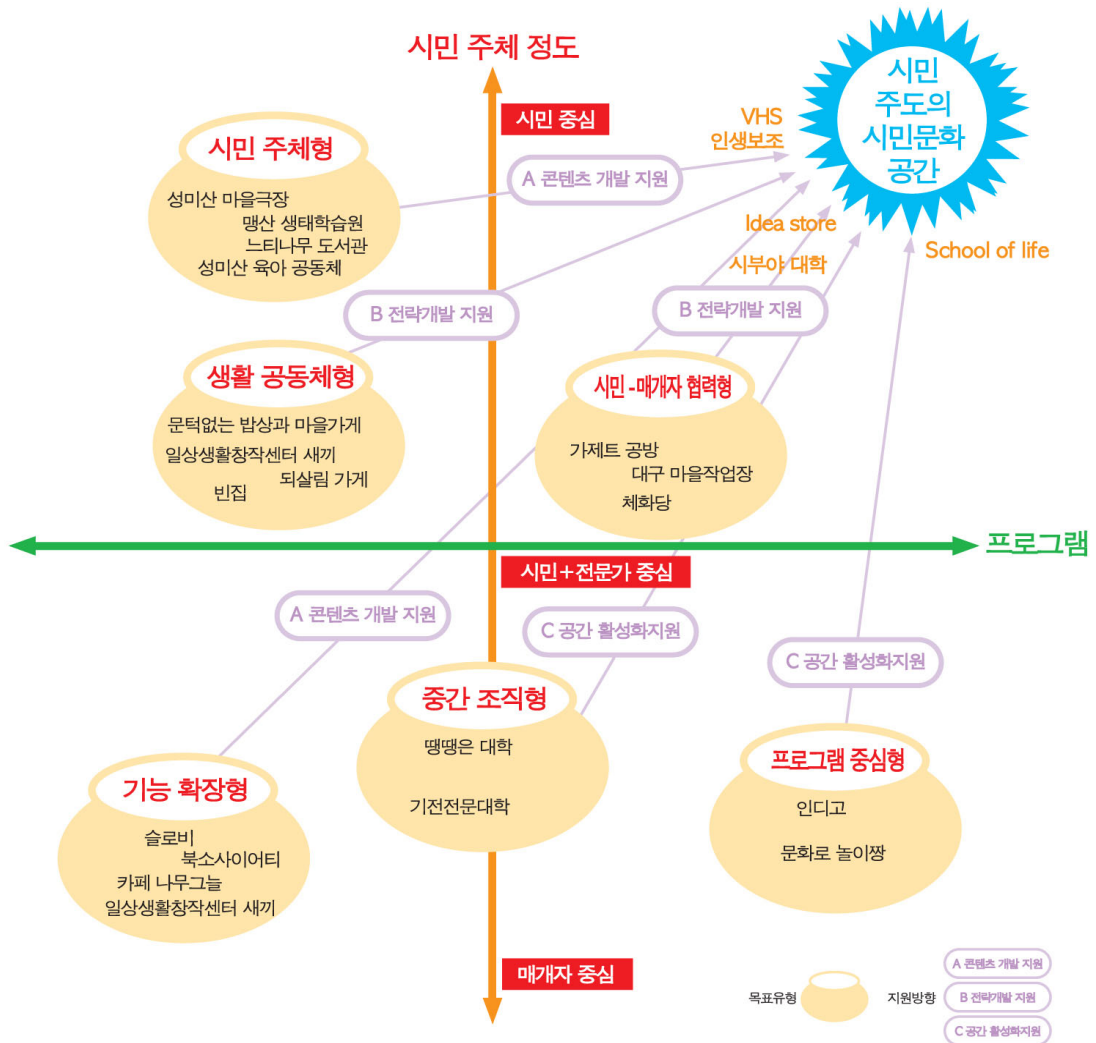 시민 주체 정도
시민
주도의
시민문화
공간
시민 중심
VHS
인생보조
시민 주체형
성미산 마을극장
맹산 생태학습원
느티나무 도서관
성미산 육아 공동체
A 콘텐츠 개발 지원
Idea store
시부야 대학
School of life
B 전략개발 지원
B 전략개발 지원
생활 공동체형
문턱없는 밥상과 마을가게
일상생활창작센터 새끼
되살림 가게
빈집
시민-매개자 협력형
가제트 공방
대구 마을작업장
체화당
프로그램
시민+전문가 중심
A 콘텐츠 개발 지원
C 공간 활성화지원
C 공간 활성화지원
중간 조직형
땡땡은 대학
기전전문대학
기능 확장형
슬로비
북소사이어티
카페 나무그늘
일상생활창작센터 새끼
프로그램 중심형
인디고
문화로 놀이짱
매개자 중심
목표유형
지원방향
A 콘텐츠 개발 지원
B 전략개발 지원
C 공간 활성화지원